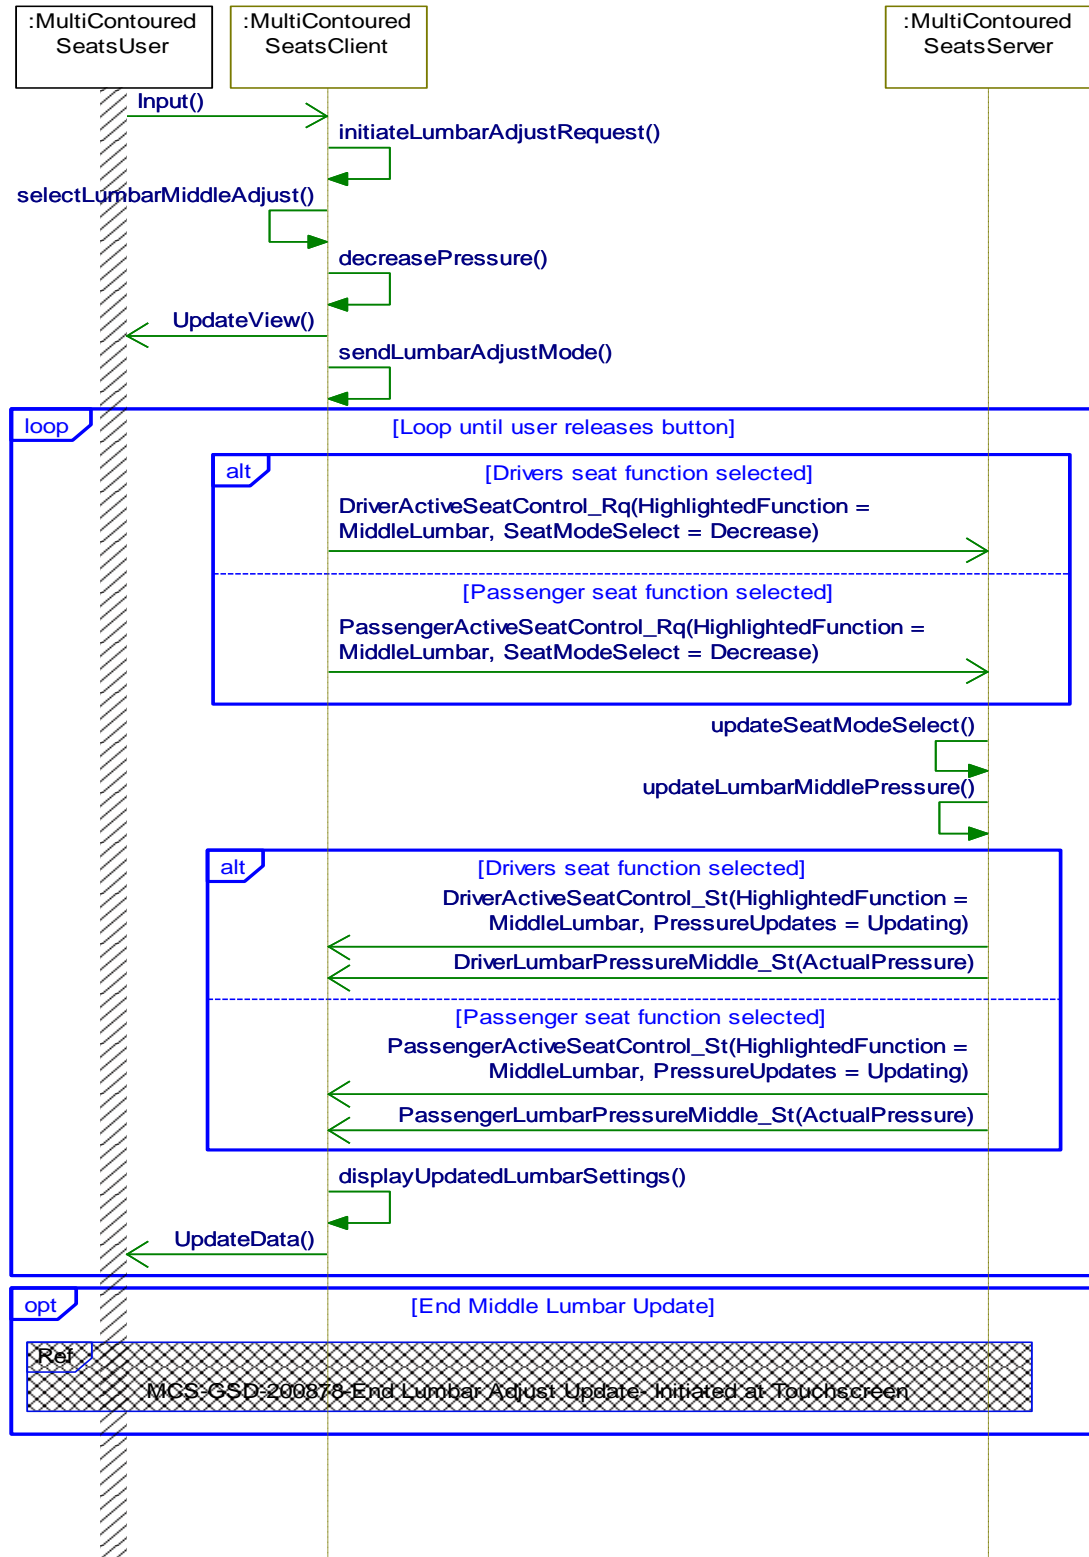 :MultiContoured
SeatsUser
:MultiContoured
SeatsClient
:MultiContoured
SeatsServer
Input()
initiateLumbarAdjustRequest()
selectLumbarMiddleAdjust()
decreasePressure()
UpdateView()
sendLumbarAdjustMode()
loop
[Loop until user releases button]
alt
[Drivers seat function selected]
DriverActiveSeatControl_Rq(HighlightedFunction =
MiddleLumbar, SeatModeSelect = Decrease)
[Passenger seat function selected]
PassengerActiveSeatControl_Rq(HighlightedFunction =
MiddleLumbar, SeatModeSelect = Decrease)
updateSeatModeSelect()
updateLumbarMiddlePressure()
alt
[Drivers seat function selected]
DriverActiveSeatControl_St(HighlightedFunction =
MiddleLumbar, PressureUpdates = Updating)
DriverLumbarPressureMiddle_St(ActualPressure)
[Passenger seat function selected]
PassengerActiveSeatControl_St(HighlightedFunction =
MiddleLumbar, PressureUpdates = Updating)
PassengerLumbarPressureMiddle_St(ActualPressure)
displayUpdatedLumbarSettings()
UpdateData()
opt
[End Middle Lumbar Update]
Ref
MCS-GSD-200878-End Lumbar Adjust Update- Initiated at Touchscreen